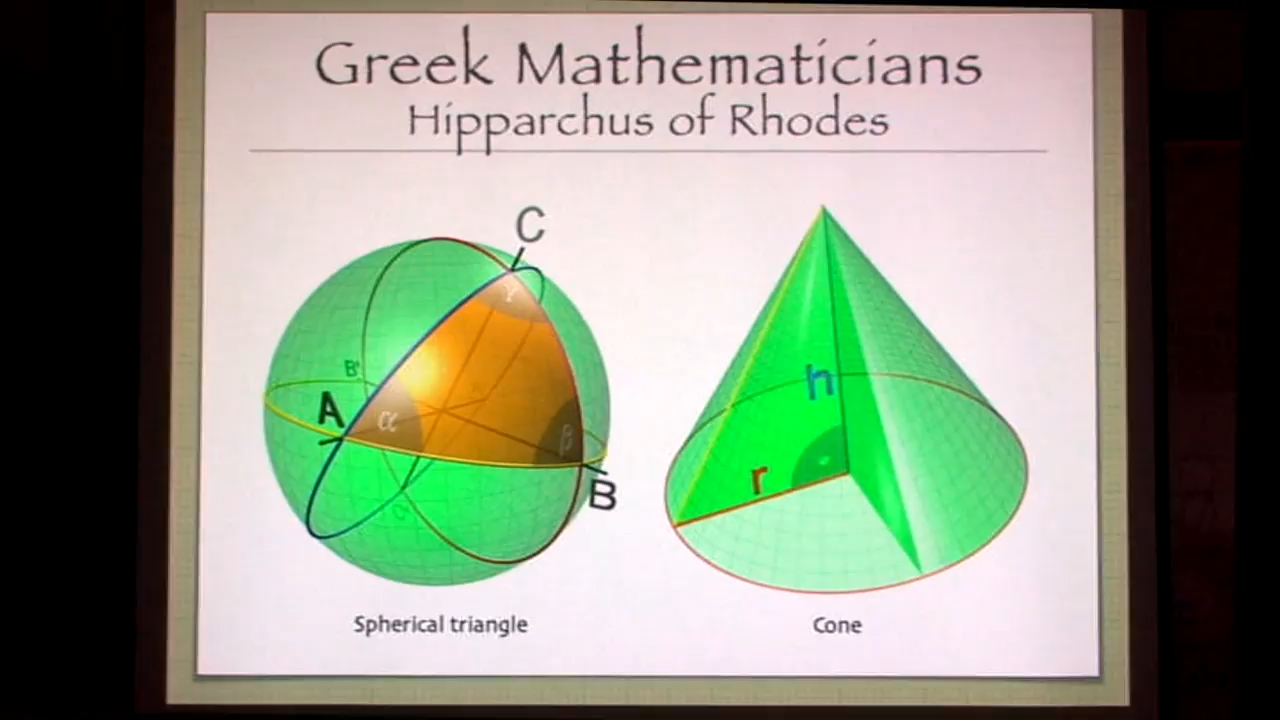 Greek Mathematicians
Hipparchus of Rhodes
C
γ
B'
A
α
β
B
h
r
Spherical triangle
Cone